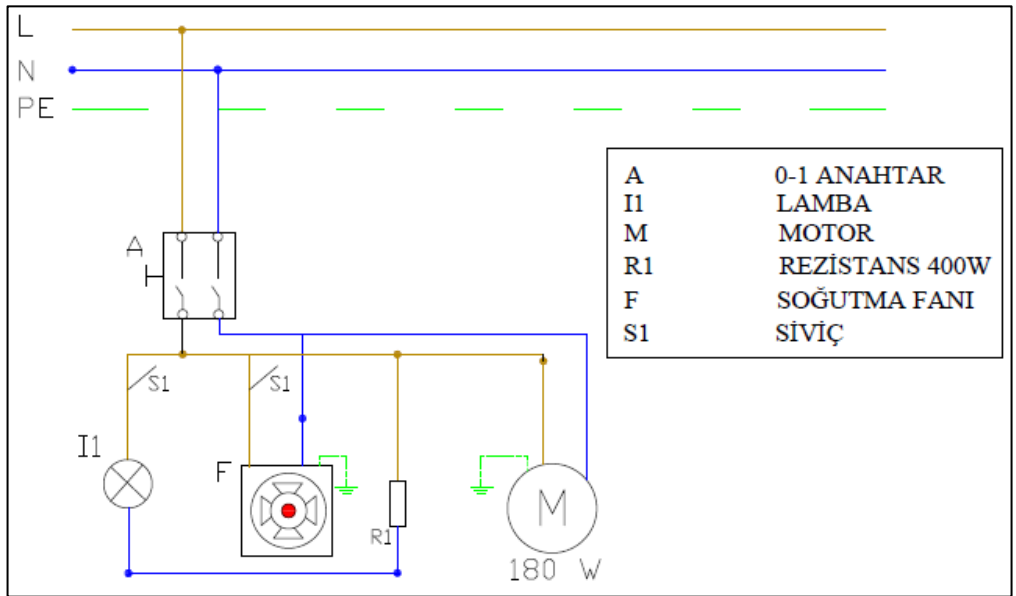 L
N
PE
A 0-1 ANAHTAR
I1 LAMBA
M MOTOR
R1 REZİSTANS 400W
F SOĞUTMA FANI
S1 SİVİÇ
A
S1
S1
I1
F
R1
M
180 W